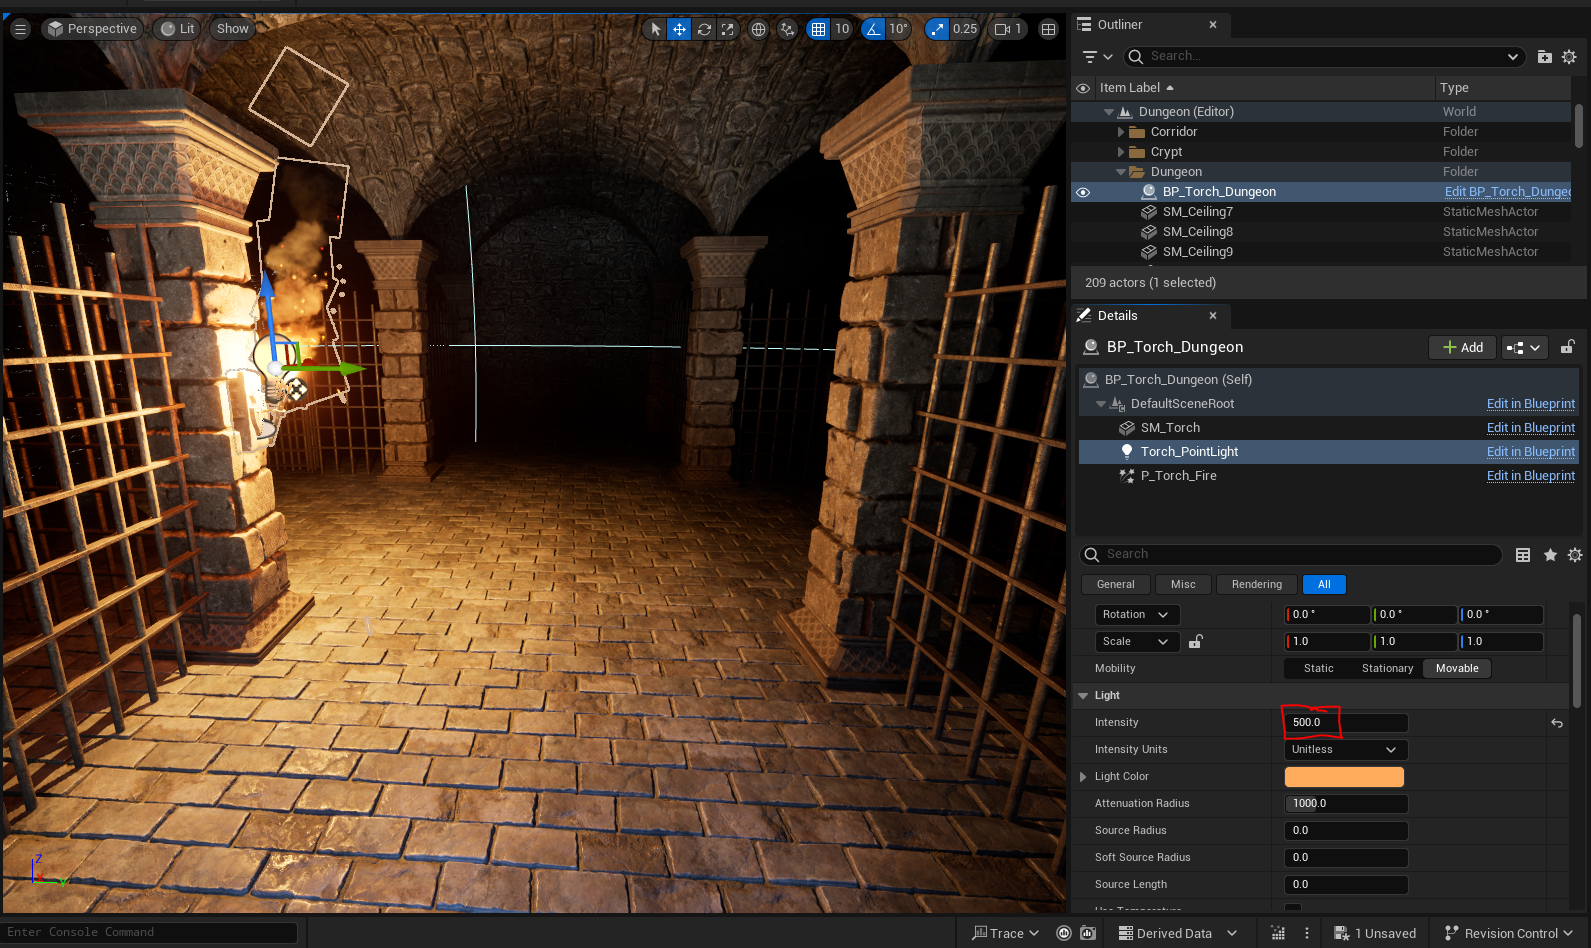 Perspective Lit Show 10 10° 0.25 1
Outliner
Search...
Item Label Type
Dungeon (Editor) World
Corridor Folder
Crypt Folder
Dungeon Folder
BP_Torch_Dungeon Edit BP_Torch_Dunge
SM_Ceiling7 StaticMeshActor
SM_Ceiling8 StaticMeshActor
SM_Ceiling9 StaticMeshActor
209 actors (1 selected)
Details
BP_Torch_Dungeon Add
BP_Torch_Dungeon (Self)
DefaultSceneRoot Edit in Blueprint
SM_Torch Edit in Blueprint
Torch_PointLight Edit in Blueprint
P_Torch_Fire Edit in Blueprint
Search
General Misc Rendering All
Rotation 0.0 ° 0.0 ° 0.0 °
Scale 1.0 1.0 1.0
Mobility Static Stationary Movable
Light
Intensity 500.0
Intensity Units Unitless
Light Color
Attenuation Radius 1000.0
Source Radius 0.0
Soft Source Radius 0.0
Source Length 0.0
Use Temperature
Z
Y
Enter Console Command Trace Derived Data 1 Unsaved Revision Control